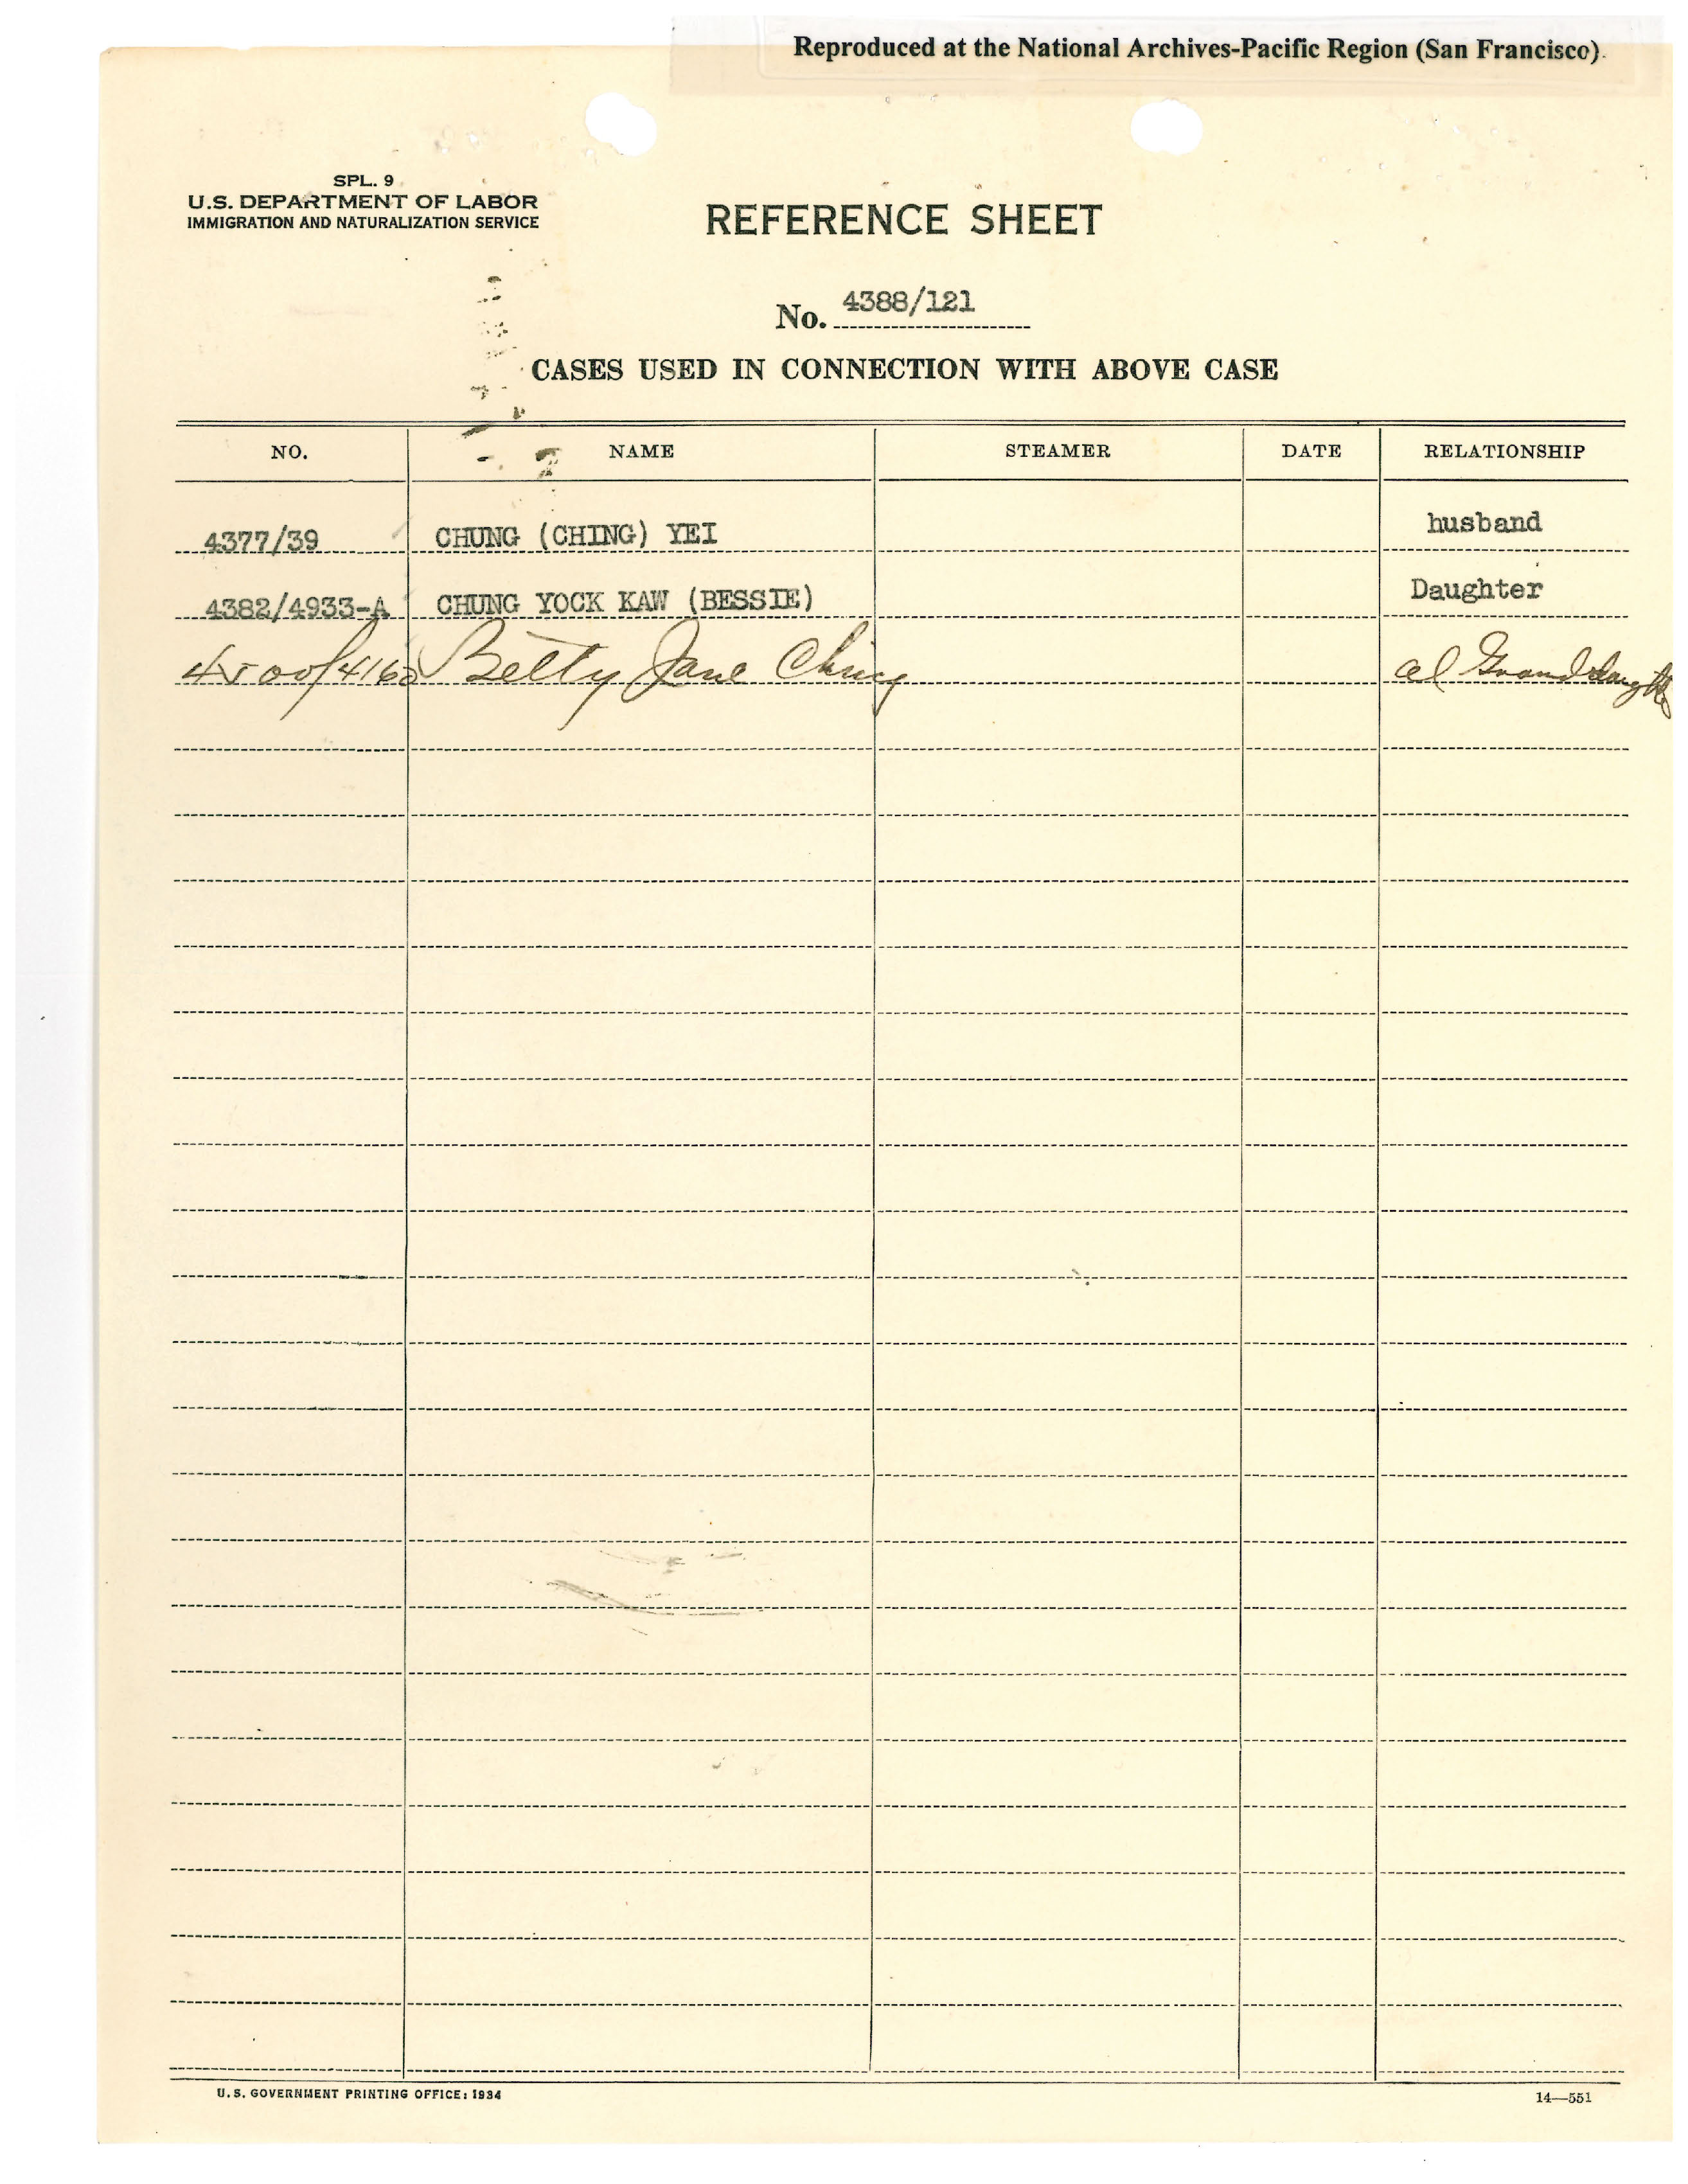 Reproduced at the National Archives-Pacific Region (San Francisco).
SPL. 9
U.S. DEPARTMENT OF LABOR
IMMIGRATION AND NATURALIZATION SERVICE
REFERENCE SHEET
No. 4388/121
CASES USED IN CONNECTION WITH ABOVE CASE
NO. NAME STEAMER DATE RELATIONSHIP
4377/39 CHUNG (CHING) YEI husband
4382/4933-A CHUNG YOCK KAW (BESSIE) Daughter
Betty Jane Ching al Granddaughter
U.S. GOVERNMENT PRINTING OFFICE: 1934
14—551